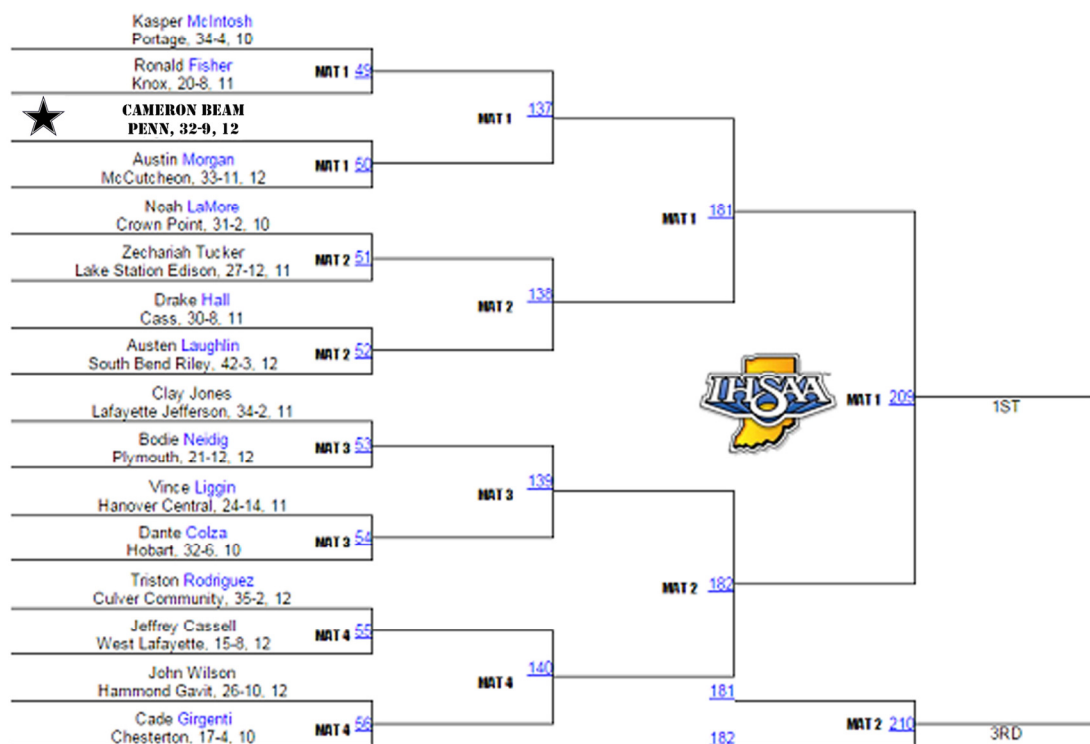 Kasper McIntosh
Portage, 34-4, 10
Ronald Fisher
Knox, 20-8, 11
MAT 1 49
CAMERON BEAM
PENN, 32-9, 12
MAT 1 137
Austin Morgan
McCutcheon, 33-11, 12
MAT 1 50
Noah LaMore
Crown Point, 31-2, 10
MAT 1 181
Zechariah Tucker
Lake Station Edison, 27-12, 11
MAT 2 51
Drake Hall
Cass, 30-8, 11
MAT 2 138
Austen Laughlin
South Bend Riley, 42-3, 12
MAT 2 52
IHSAA
Clay Jones
Lafayette Jefferson, 34-2, 11
MAT 1 209
1ST
Bodie Neidig
Plymouth, 21-12, 12
MAT 3 53
Vince Liggin
Hanover Central, 24-14, 11
MAT 3 139
Dante Colza
Hobart, 32-6, 10
MAT 3 54
Triston Rodriguez
Culver Community, 35-2, 12
MAT 2 182
Jeffrey Cassell
West Lafayette, 15-8, 12
MAT 4 55
John Wilson
Hammond Gavit, 26-10, 12
MAT 4 140
181
Cade Girgenti
Chesterton, 17-4, 10
MAT 4 56
MAT 2 210
3RD
182